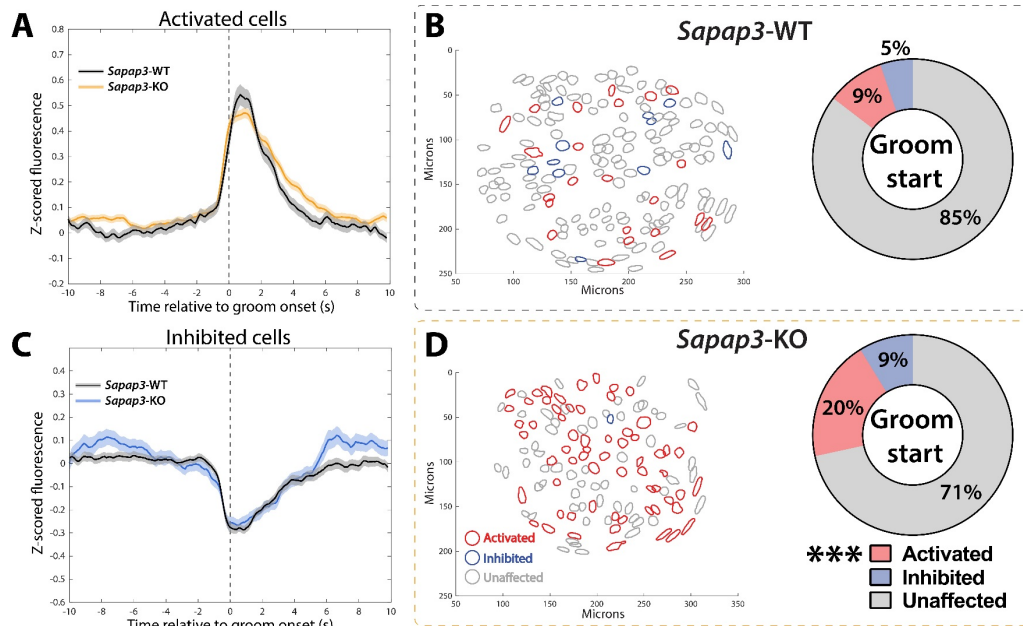 A
Activated cells
0.8
0.7
0.6
0.5
0.4
0.3
0.2
0.1
0
-0.1
-0.2
Z-scored fluorescence
Sapap3-WT
Sapap3-KO
-10 -8 -6 -4 -2 0 2 4 6 8 10
Time relative to groom onset (s)
B
Sapap3-WT
0
50
100
150
200
250
Microns
50 100 150 200 250 300
Microns
5%
9%
Groom
start
85%
C
Inhibited cells
0.4
0.3
0.2
0.1
0
-0.1
-0.2
-0.3
-0.4
-0.5
-0.6
Z-scored fluorescence
Sapap3-WT
Sapap3-KO
-10 -8 -6 -4 -2 0 2 4 6 8 10
Time relative to groom onset (s)
D
Sapap3-KO
0
50
100
150
200
250
Microns
Activated
Inhibited
Unaffected
50 100 150 200 250 300 350
Microns
9%
20%
Groom
start
71%
*** Activated
Inhibited
Unaffected